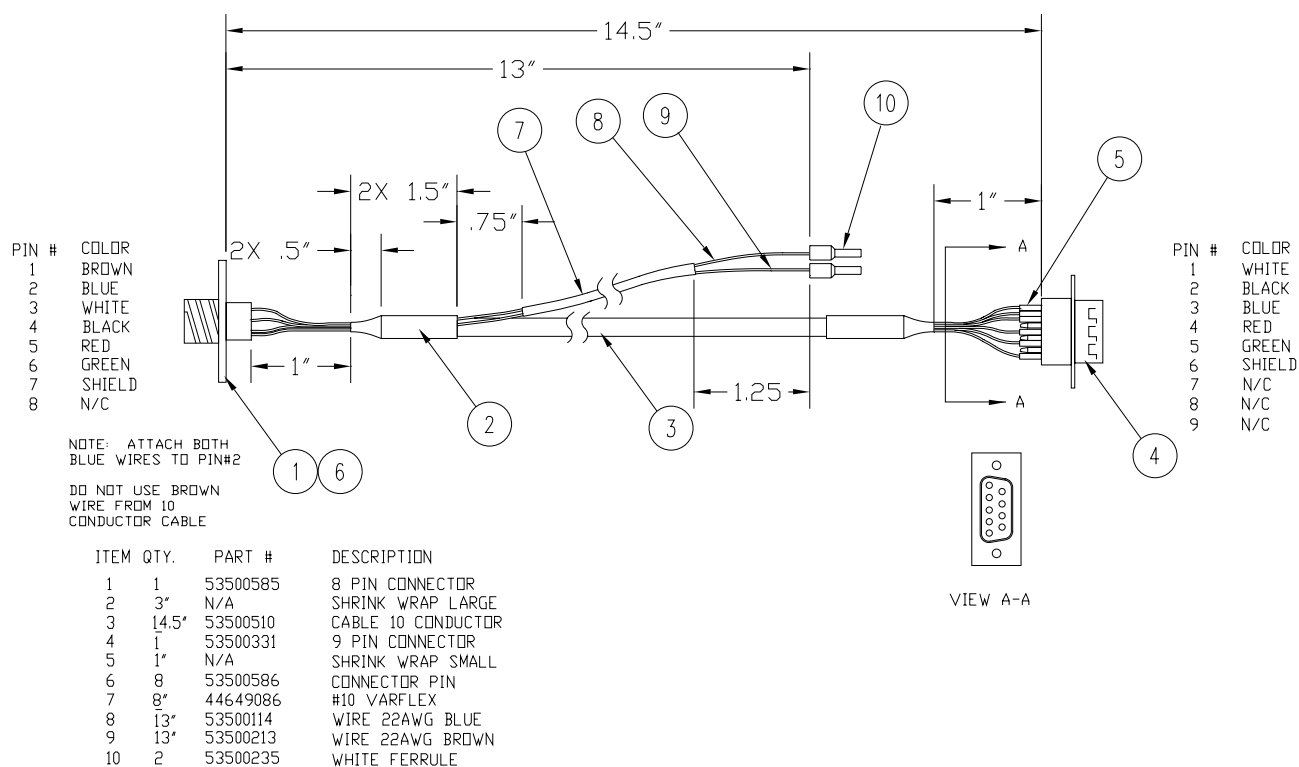 14.5"
13"
10
9
8
7
5
2X 1.5"
1"
.75"
2X .5"
A
PIN # COLOR
1 BROWN
2 BLUE
3 WHITE
4 BLACK
5 RED
6 GREEN
7 SHIELD
8 N/C
PIN # COLOR
1 WHITE
2 BLACK
3 BLUE
4 RED
5 GREEN
6 SHIELD
7 N/C
8 N/C
9 N/C
1"
1.25
A
2
3
4
1
6
NOTE: ATTACH BOTH
BLUE WIRES TO PIN#2
DO NOT USE BROWN
WIRE FROM 10
CONDUCTOR CABLE
VIEW A-A
ITEM QTY. PART # DESCRIPTION
1 1 53500585 8 PIN CONNECTOR
2 3" N/A SHRINK WRAP LARGE
3 14.5" 53500510 CABLE 10 CONDUCTOR
4 1 53500331 9 PIN CONNECTOR
5 1" N/A SHRINK WRAP SMALL
6 8 53500586 CONNECTOR PIN
7 8" 44649086 #10 VARFLEX
8 13" 53500114 WIRE 22AWG BLUE
9 13" 53500213 WIRE 22AWG BROWN
10 2 53500235 WHITE FERRULE